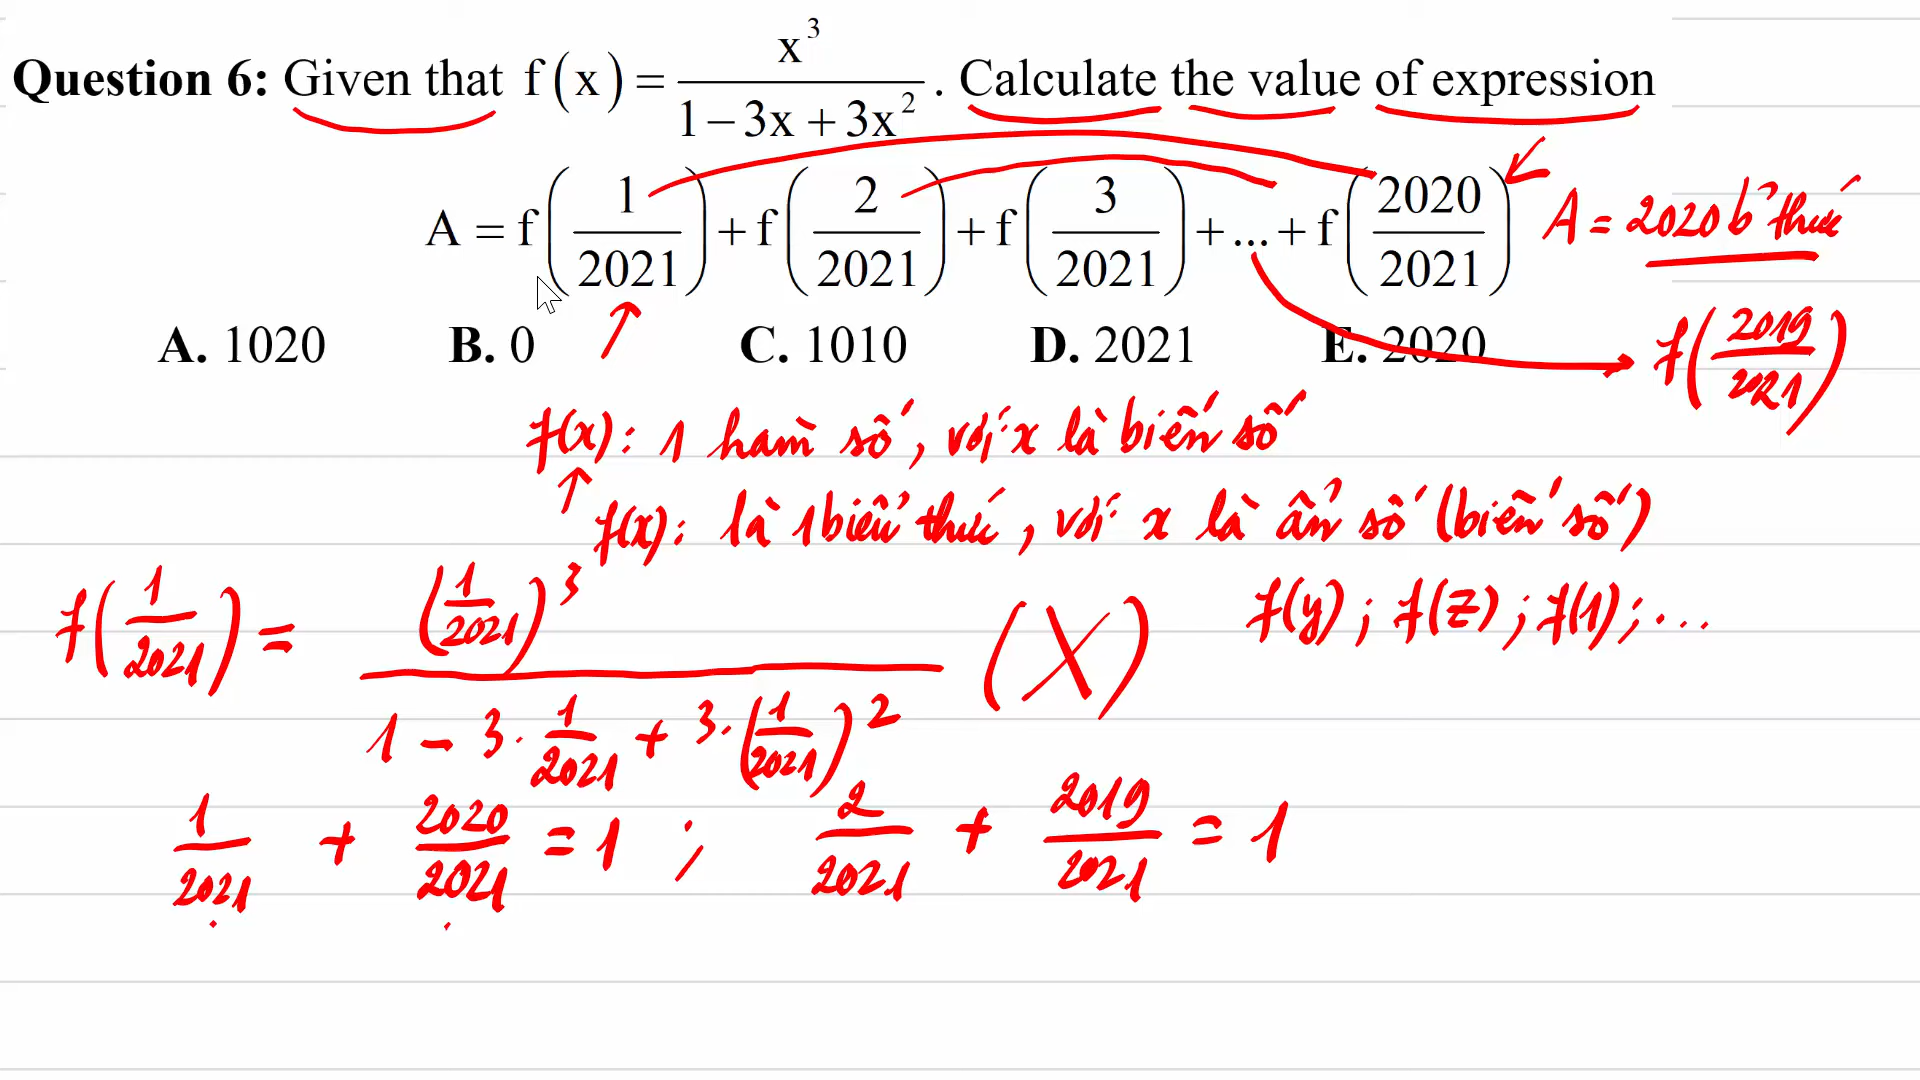 Question 6: Given that f(x) = x³ / (1 − 3x + 3x²) . Calculate the value of expression
A = f(1/2021) + f(2/2021) + f(3/2021) + ... + f(2020/2021)
A = 2020 b' thức
A. 1020 B. 0 C. 1010 D. 2021 E. 2020
f(2019/2021)
f(x): 1 hàm số, với x là biến số
f(x): là 1 biểu thức, với x là ẩn số (biến số)
f(y); f(z); f(1); ...
f(1/2021) = (1/2021)³ / (1 − 3 · 1/2021 + 3 · (1/2021)²) (X)
1/2021 + 2020/2021 = 1 ; 2/2021 + 2019/2021 = 1